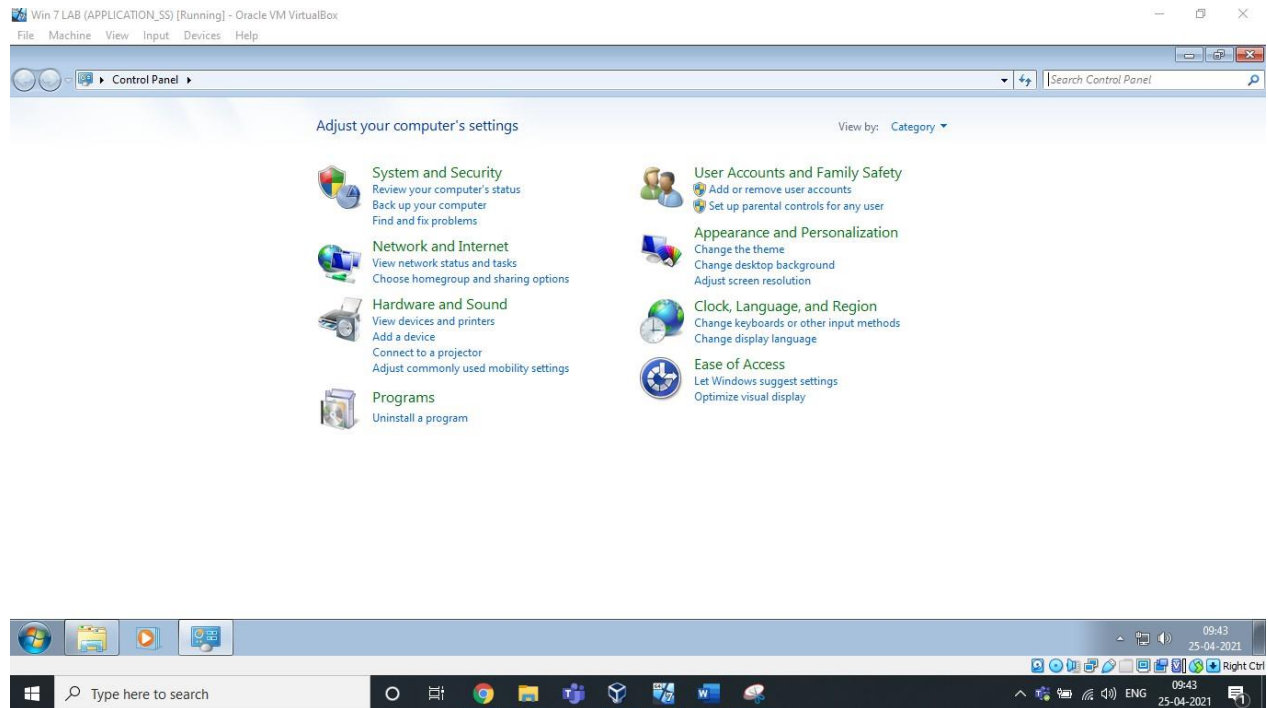 Win 7 LAB (APPLICATION_SS) [Running] - Oracle VM VirtualBox
File Machine View Input Devices Help
Control Panel
Search Control Panel
Adjust your computer's settings
View by: Category
System and Security
Review your computer's status
Back up your computer
Find and fix problems
Network and Internet
View network status and tasks
Choose homegroup and sharing options
Hardware and Sound
View devices and printers
Add a device
Connect to a projector
Adjust commonly used mobility settings
Programs
Uninstall a program
User Accounts and Family Safety
Add or remove user accounts
Set up parental controls for any user
Appearance and Personalization
Change the theme
Change desktop background
Adjust screen resolution
Clock, Language, and Region
Change keyboards or other input methods
Change display language
Ease of Access
Let Windows suggest settings
Optimize visual display
09:43
25-04-2021
Right Ctrl
Type here to search
ENG
09:43
25-04-2021